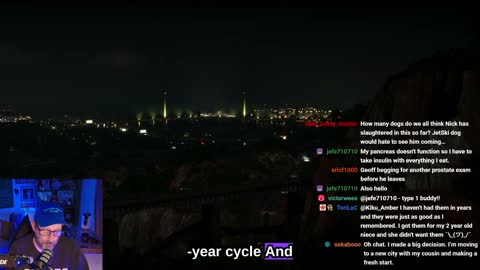 How many dogs do we all think Nick has
slaughtered in this so far? JetSki dog
would hate to see him coming...
jefe710710 My pancreas doesn't function so I have
to take insulin with everything I eat.
ericf1000 Geoff begging for another prostate exam
before he leaves
jefe710710 Also hello
victorweex @jefe710710 - type 1 buddy!!
ToriLaC @Kiku_Amber I haven't had them in years
and they were just as good as I
remember. I got them for my 2 year old
niece and she didn't want them ¯\_(ツ)_/¯
sokabooo Oh chat. I made a big decision. I'm moving
to a new city with my cousin and making a
fresh start.
-year cycle And